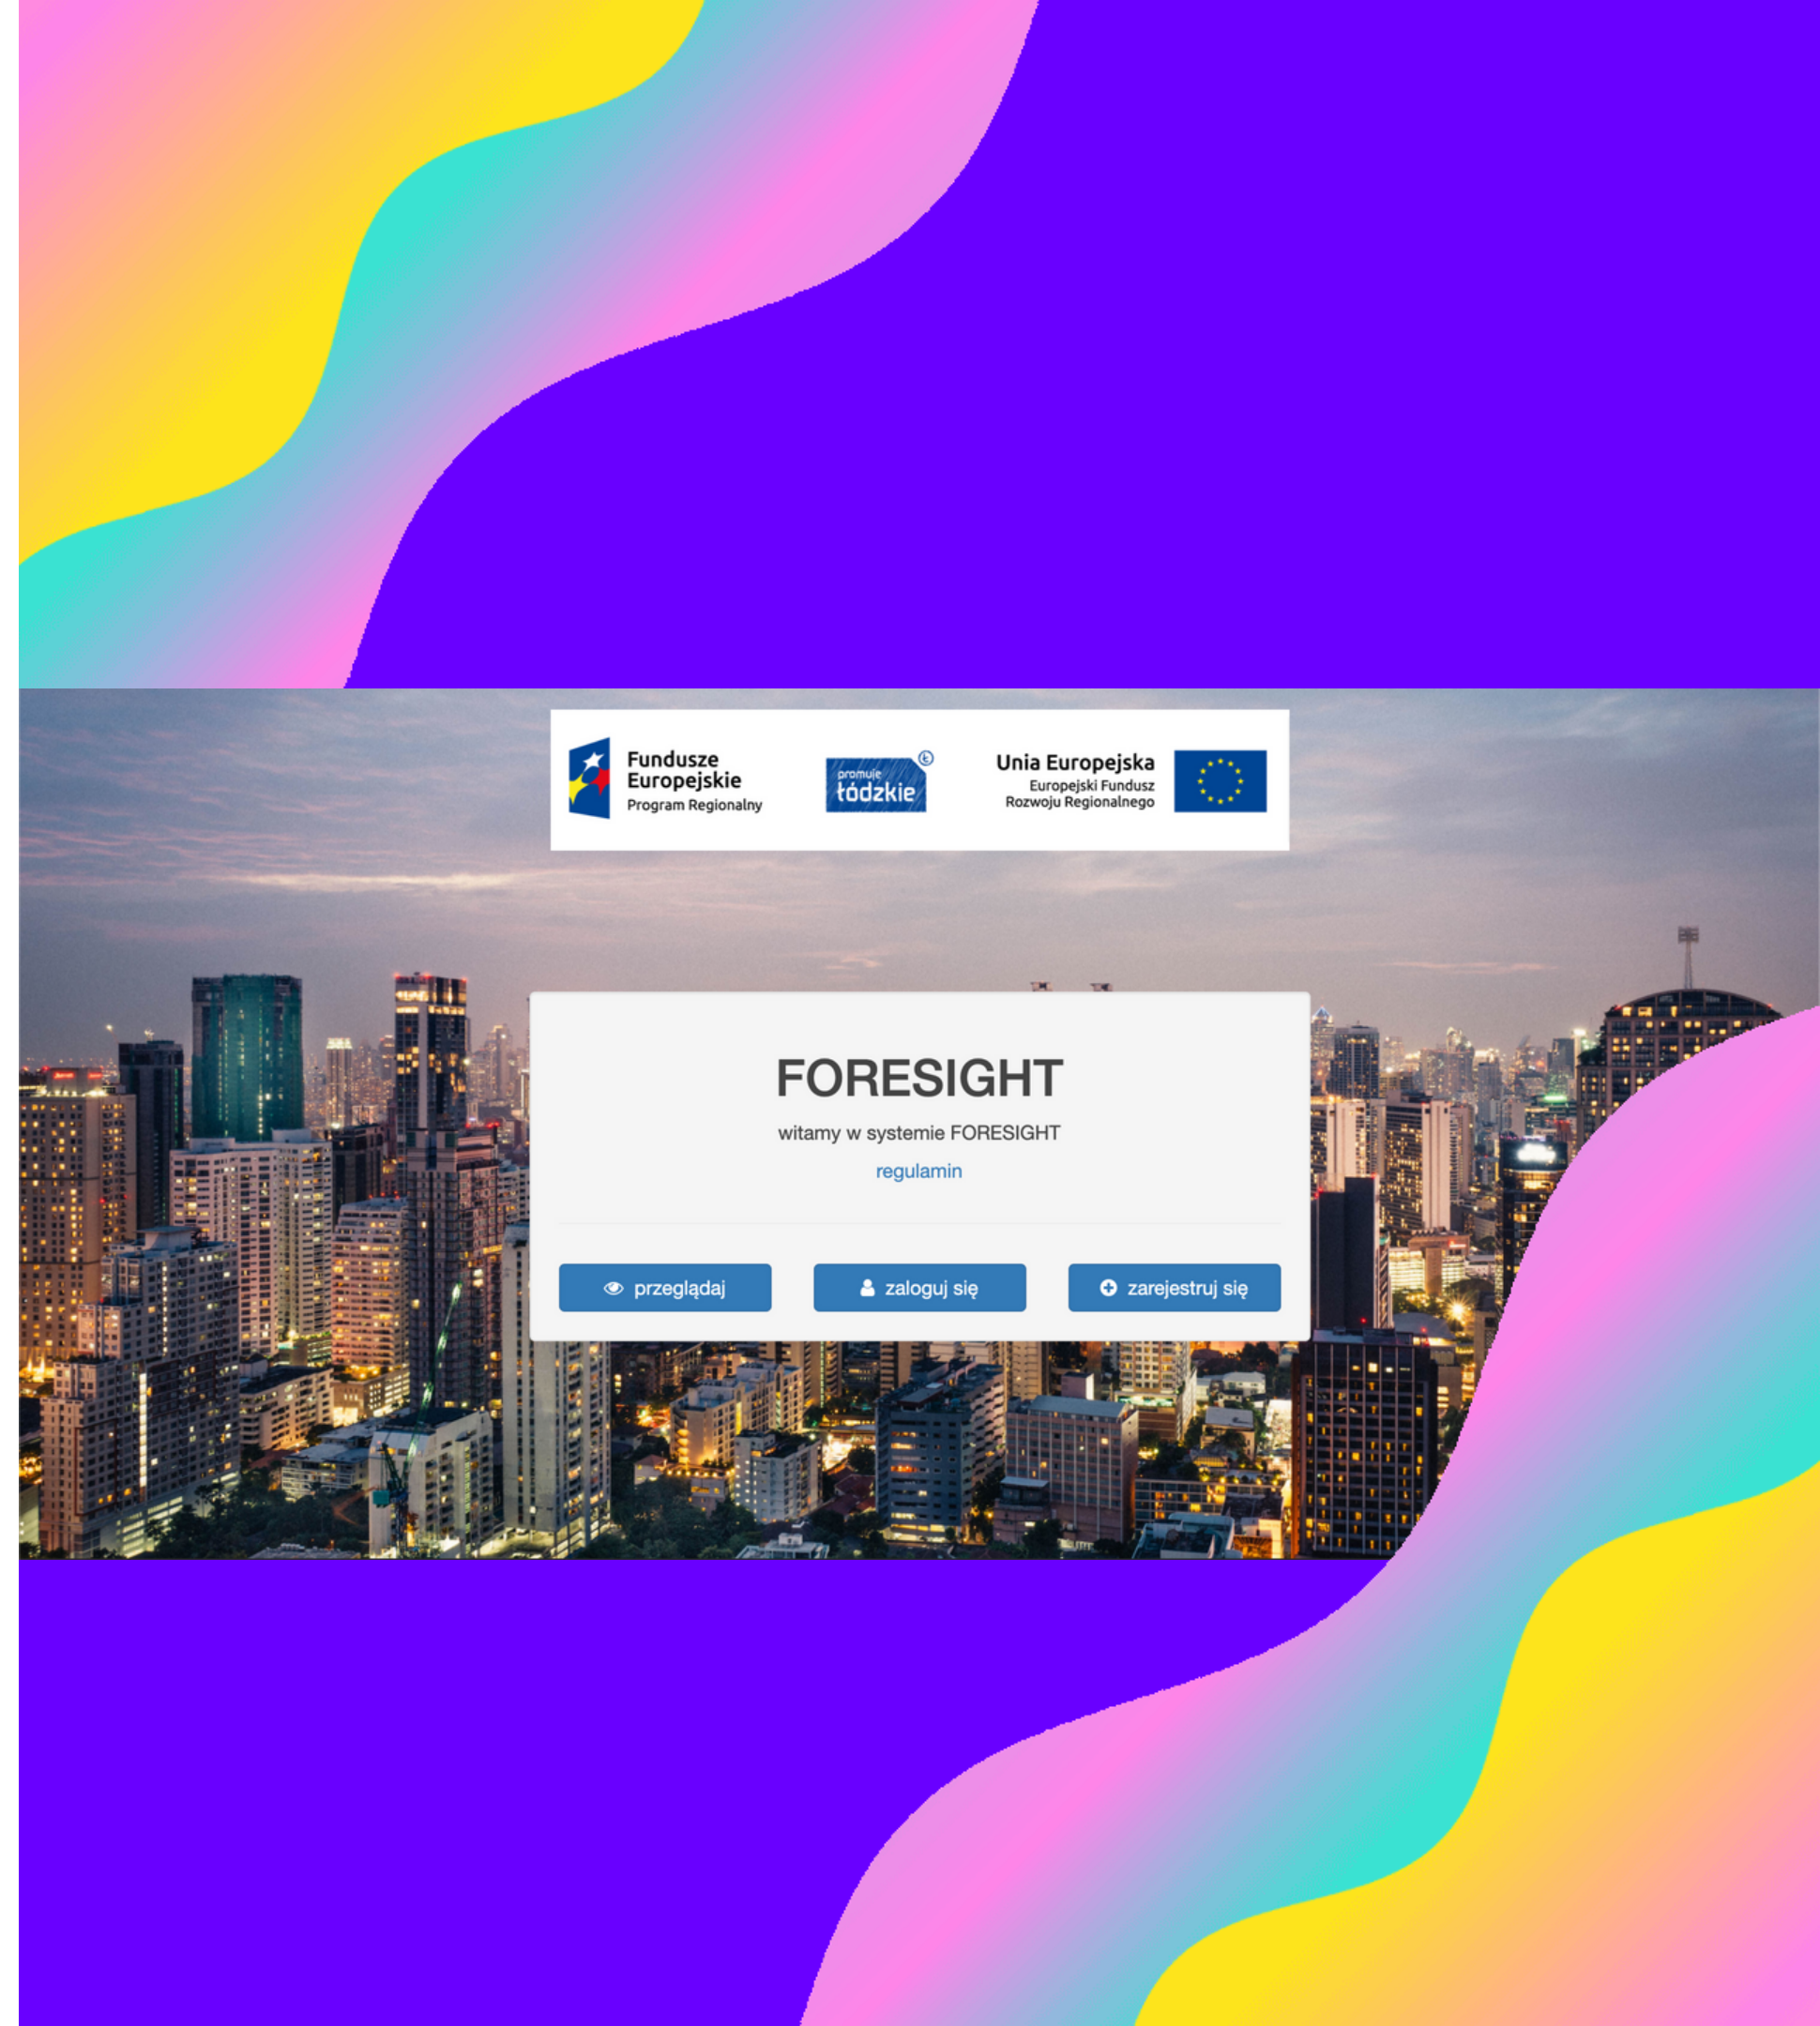 Fundusze
Europejskie
Program Regionalny
promuje
łódzkie
Ł
Unia Europejska
Europejski Fundusz
Rozwoju Regionalnego
FORESIGHT
witamy w systemie FORESIGHT
regulamin
przeglądaj
zaloguj się
zarejestruj się